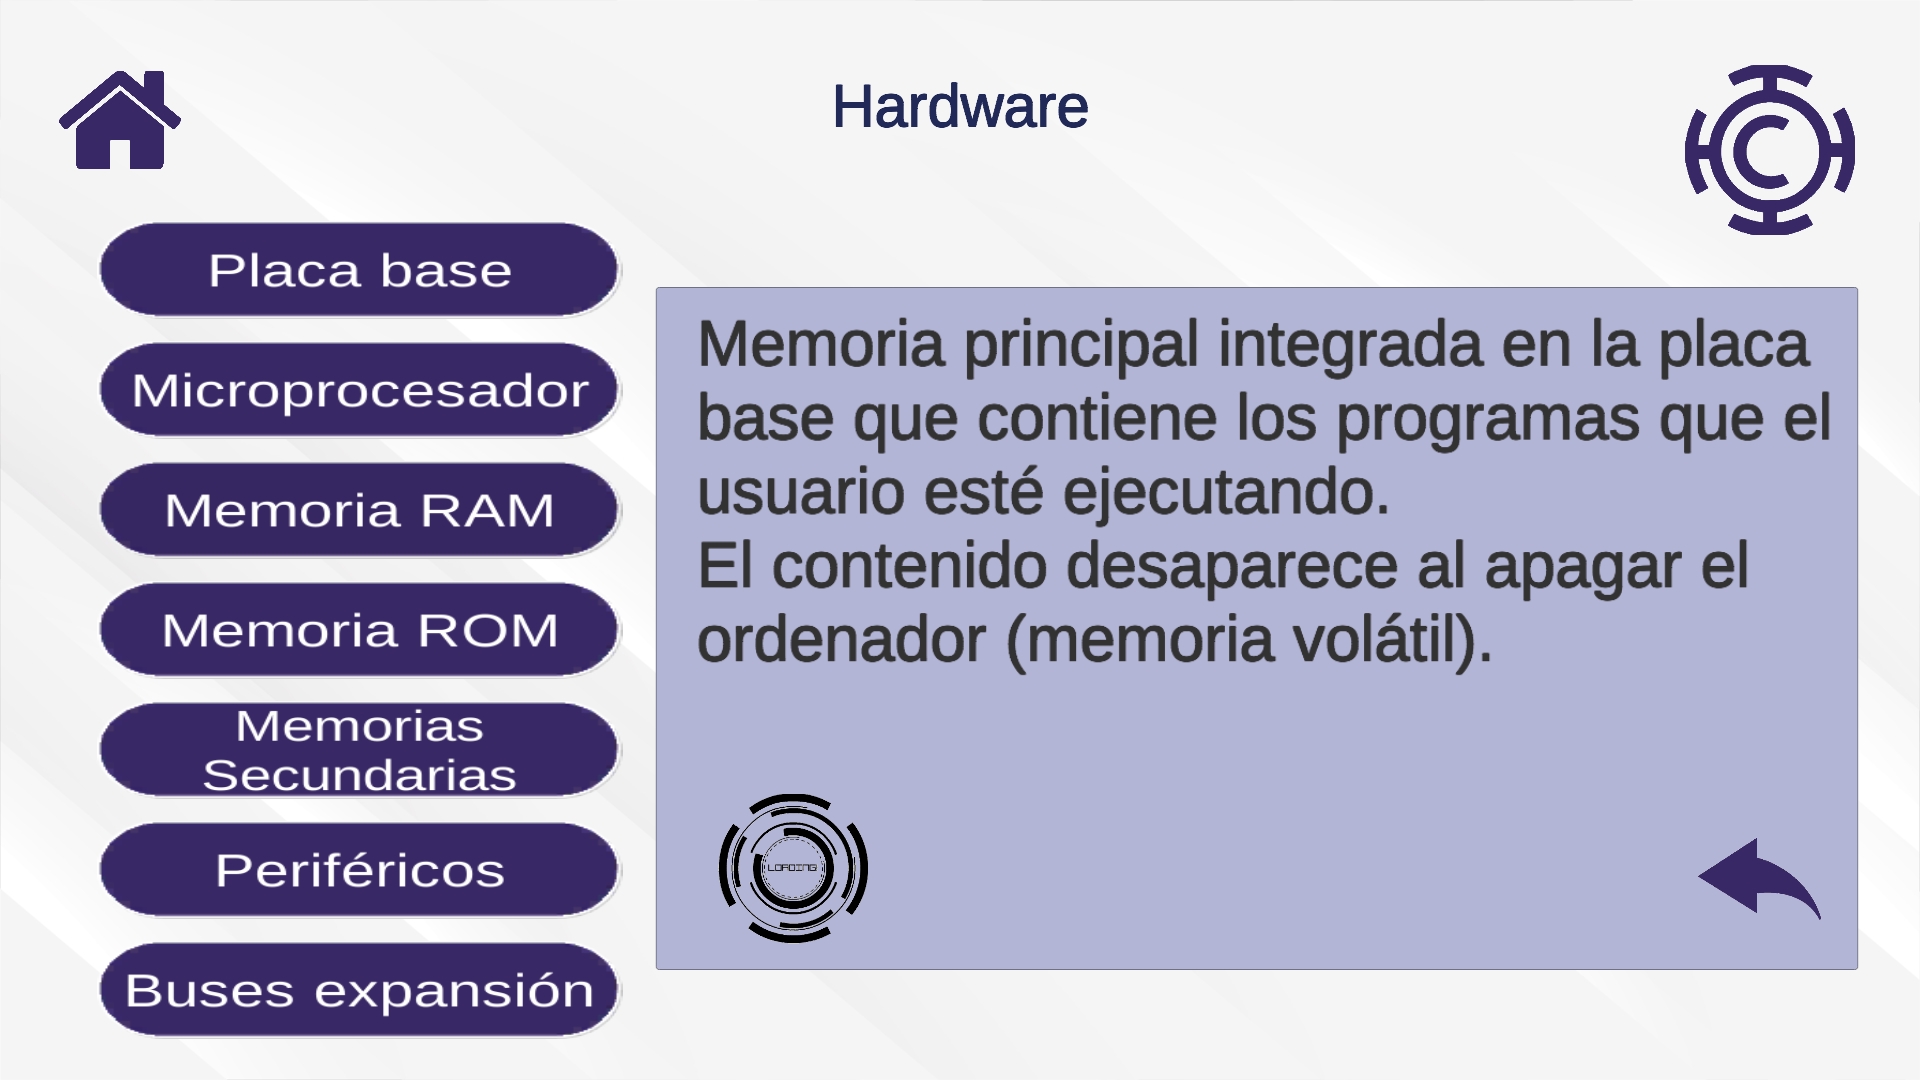 Hardware
Placa base
Microprocesador
Memoria RAM
Memoria ROM
Memorias
Secundarias
Periféricos
Buses expansión
Memoria principal integrada en la placa
base que contiene los programas que el
usuario esté ejecutando.
El contenido desaparece al apagar el
ordenador (memoria volátil).
LOADING
C